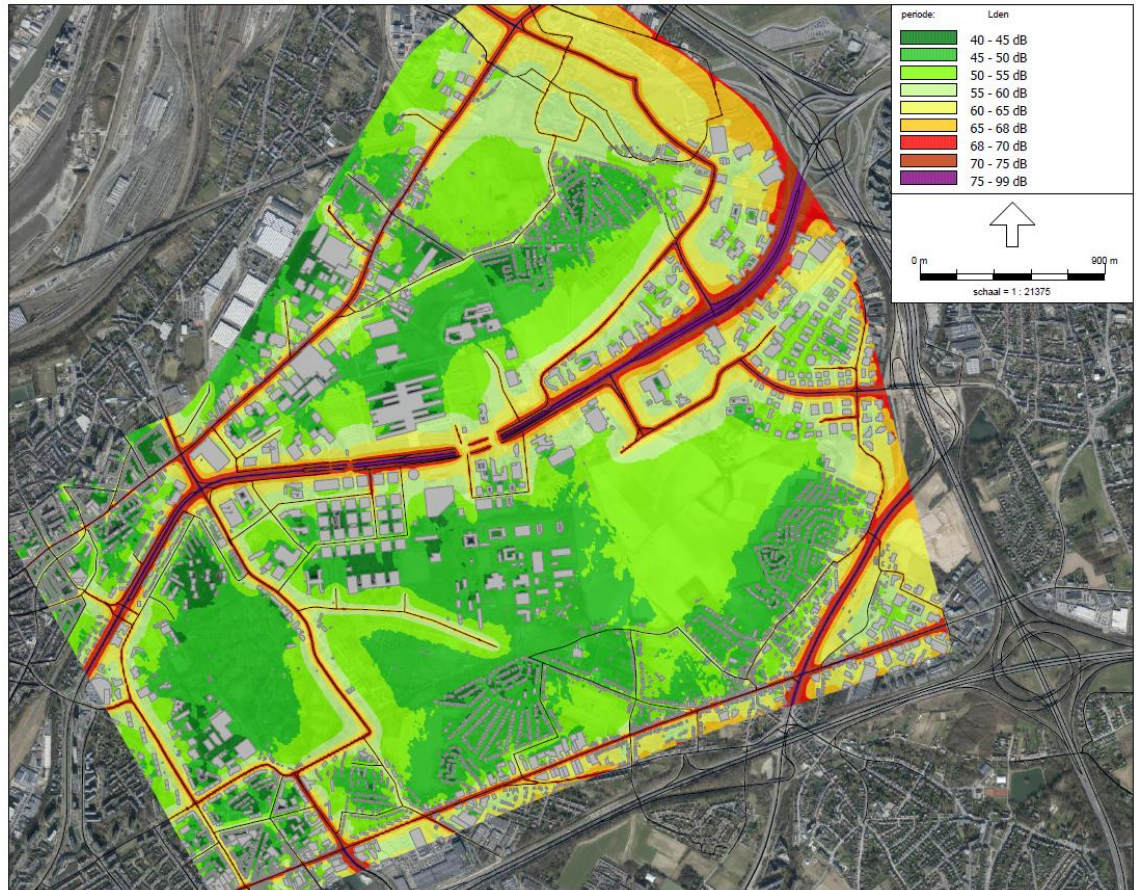 periode: Lden
40 - 45 dB
45 - 50 dB
50 - 55 dB
55 - 60 dB
60 - 65 dB
65 - 68 dB
68 - 70 dB
70 - 75 dB
75 - 99 dB
0 m 900 m
schaal = 1 : 21375